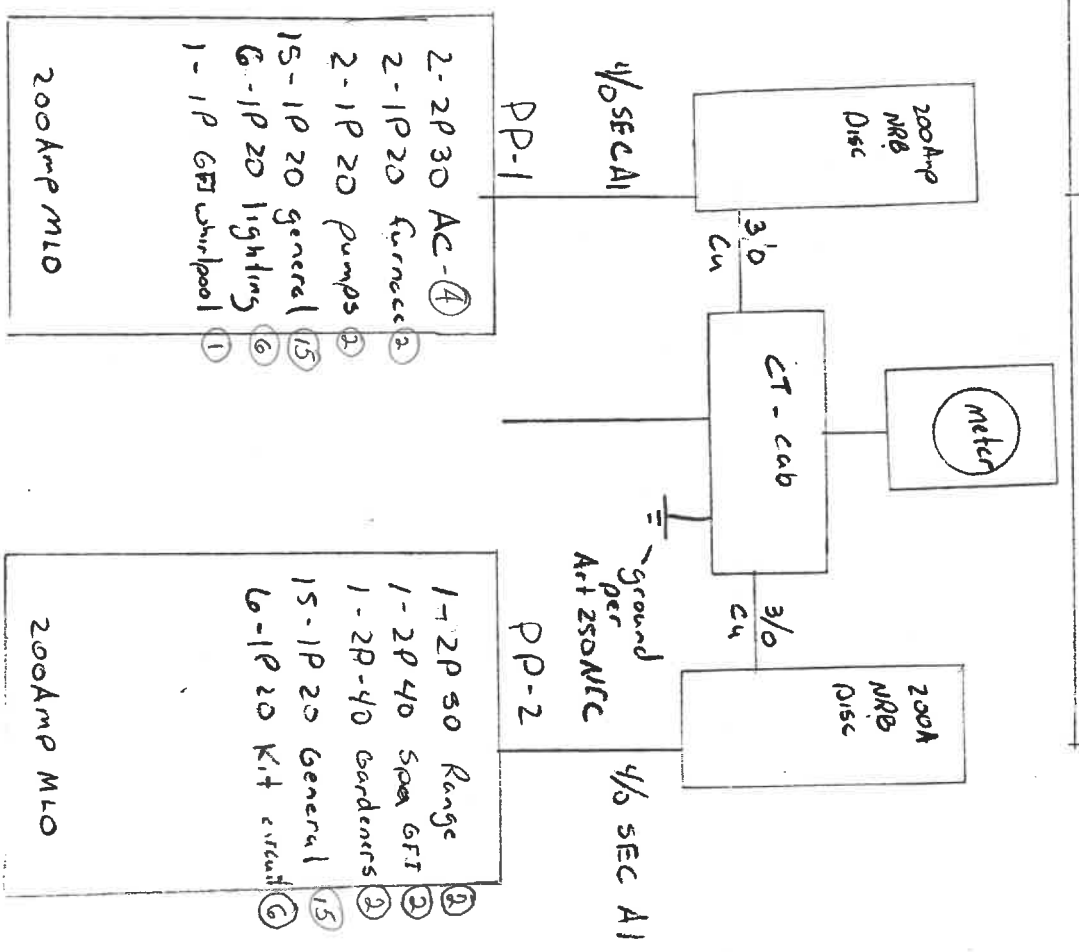 meter
200Amp
NRB
Disc
200A
NRB
Disc
CT-cab
3/0
Cu
3/0
Cu
ground
per
Art 250 NEC
4/0 SEC Al
4/0 SEC Al
PP-1
2-2P 30 AC-④
2-1P 20 furnace ②
2-1P 20 pumps ②
15-1P 20 general ⑮
6-1P 20 lighting ⑥
1-1P GFI whirlpool ①
200Amp MLO
PP-2
1-2P 50 Range ②
1-2P 40 Spa GFI ②
1-2P-40 Gardeners ②
15-1P 20 General ⑮
6-1P 20 Kit circuit ⑥
200Amp MLO